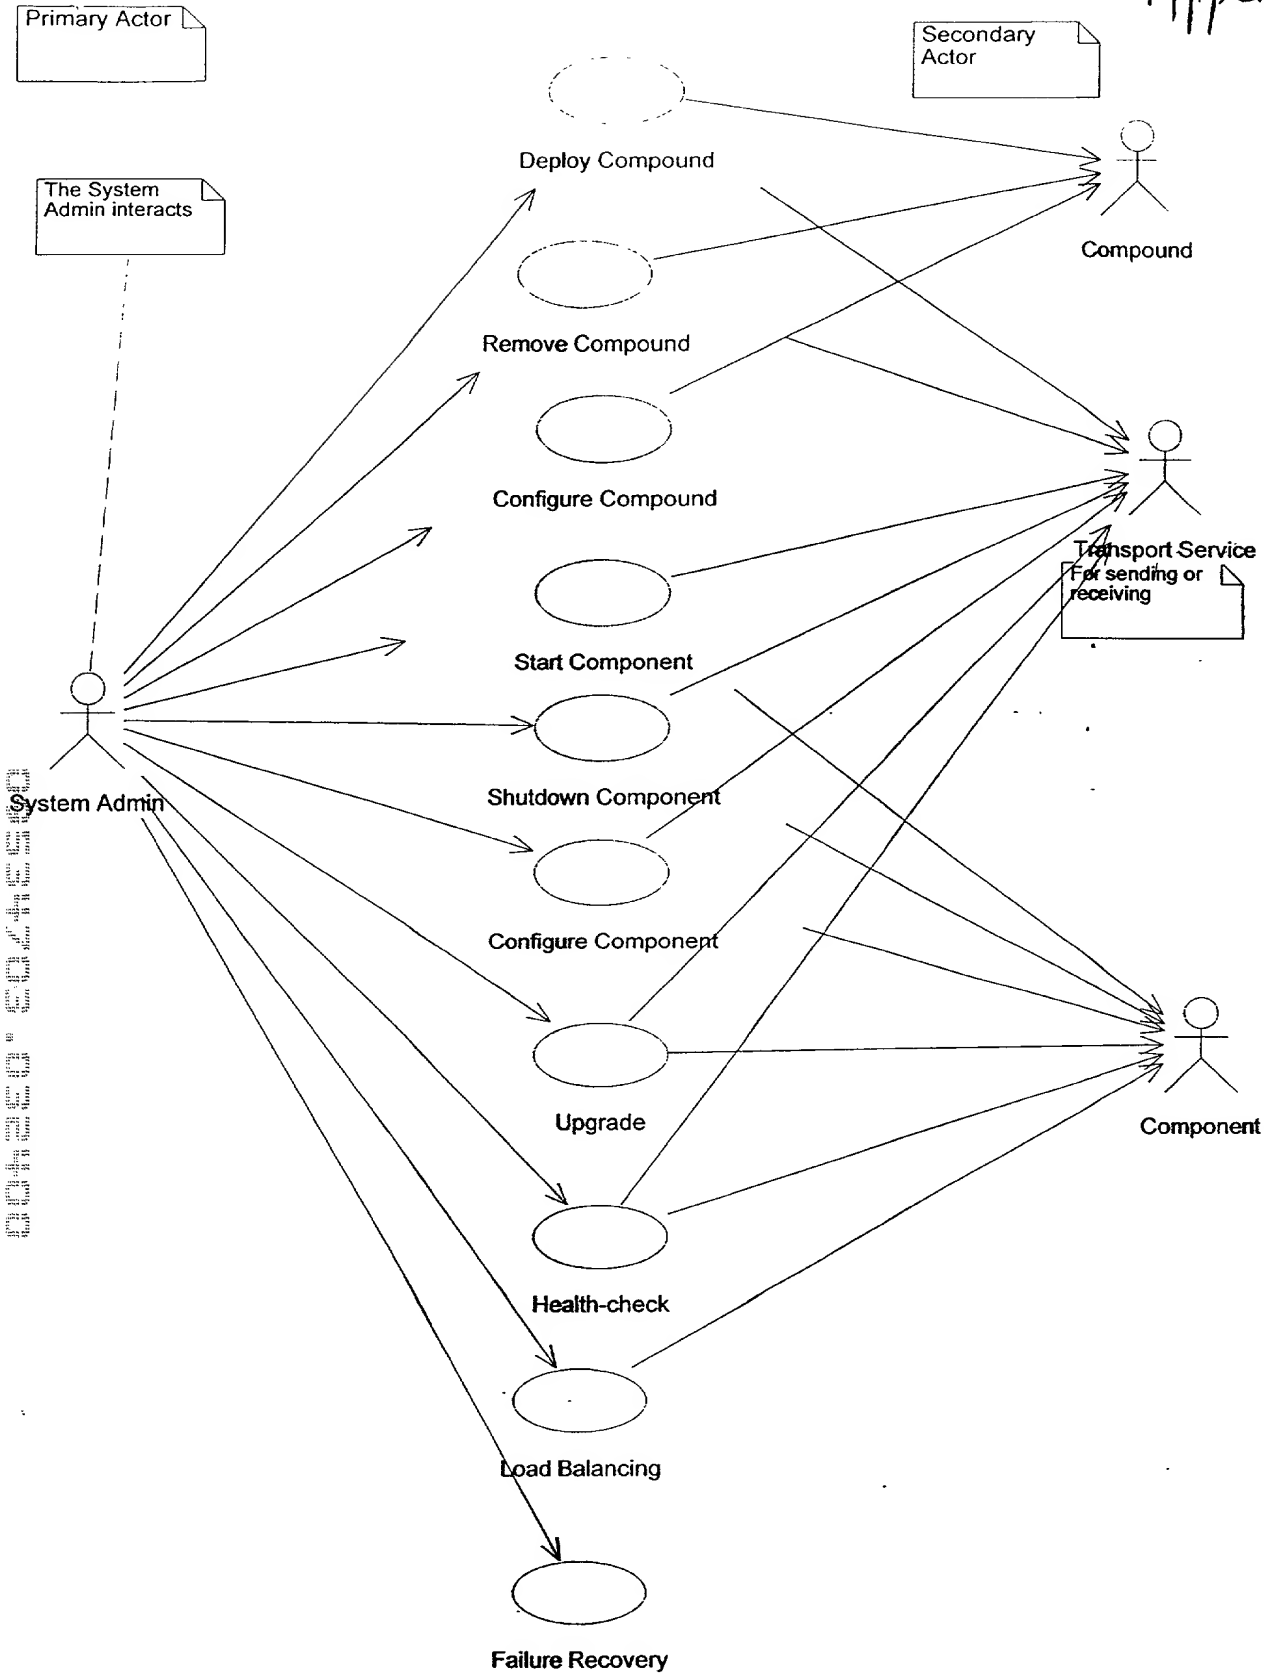 Primary Actor
Secondary
Actor
Deploy Compound
The System
Admin interacts
Compound
Remove Compound
Configure Compound
Transport Service
For sending or
receiving
Start Component
System Admin
Shutdown Component
Configure Component
Upgrade
Component
Health-check
Load Balancing
Failure Recovery